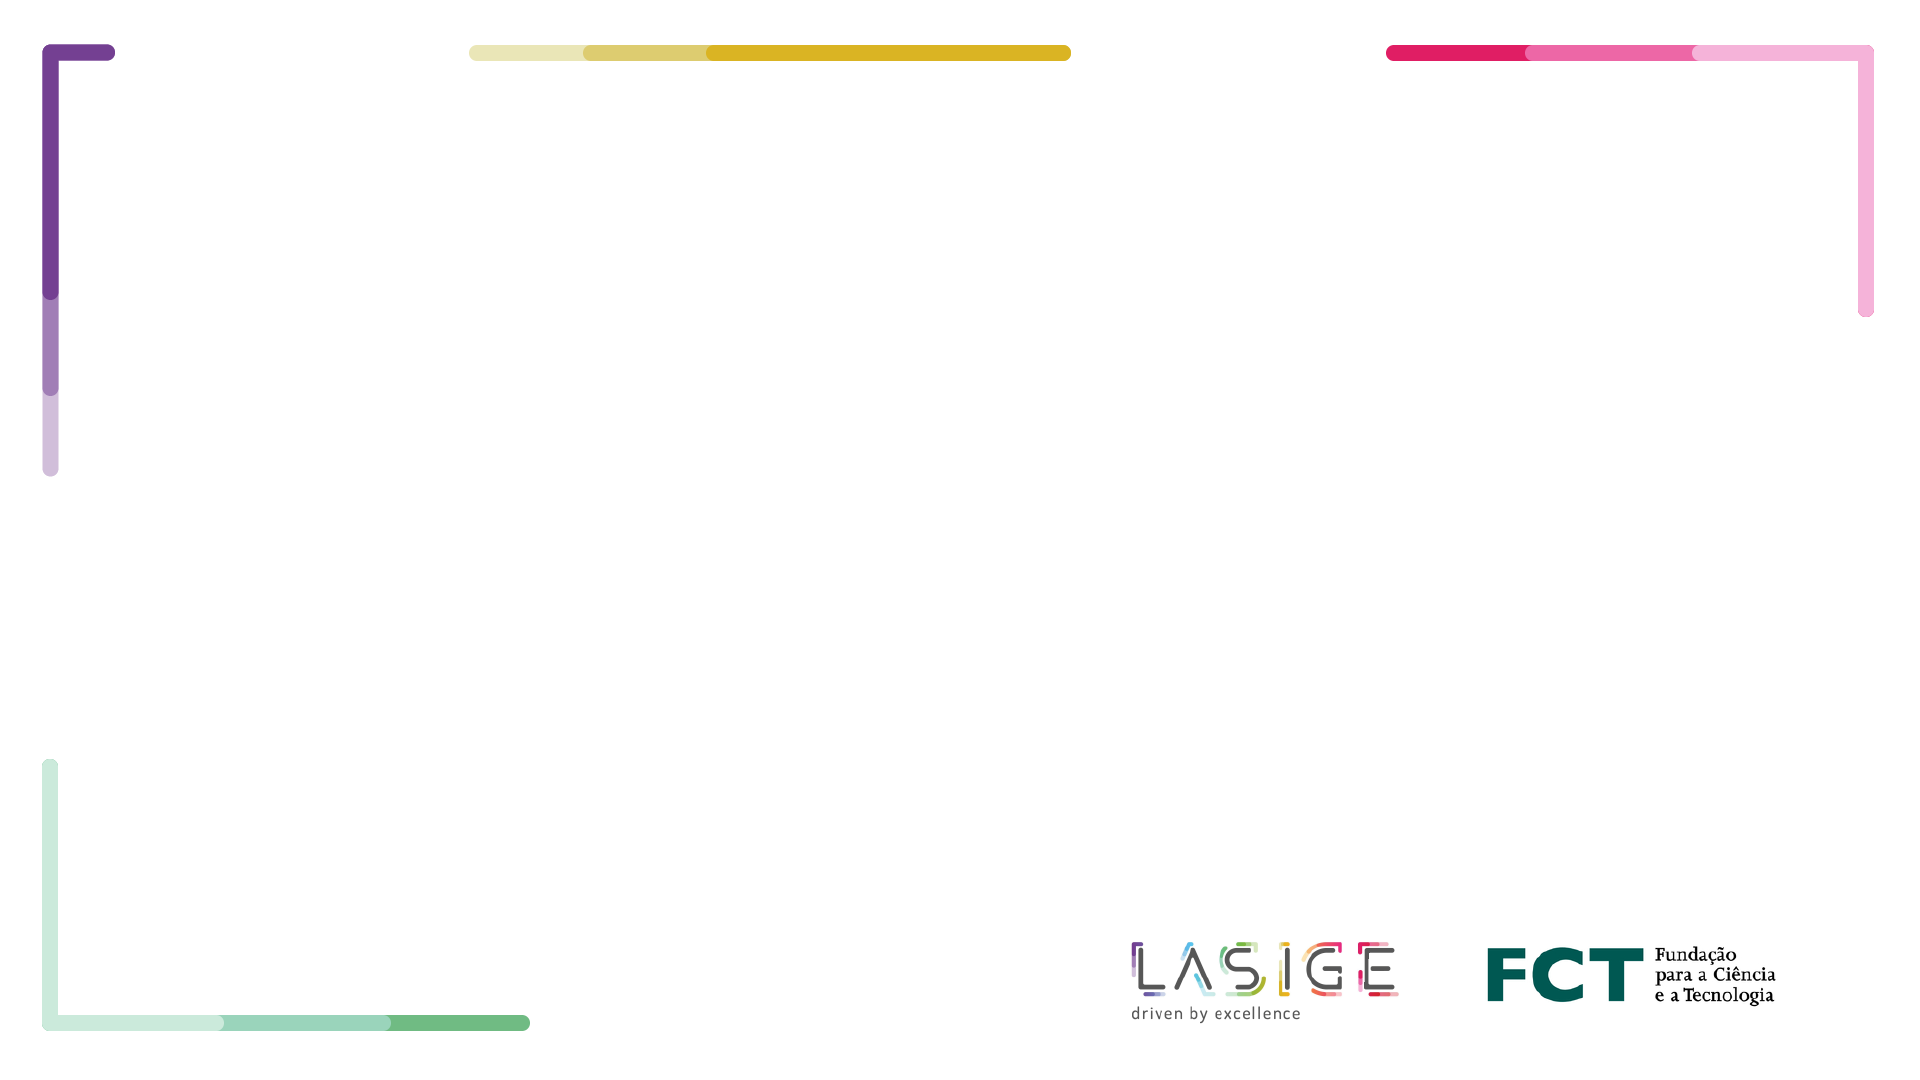 LASIGE
driven by excellence
FCT
Fundação
para a Ciência
e a Tecnologia